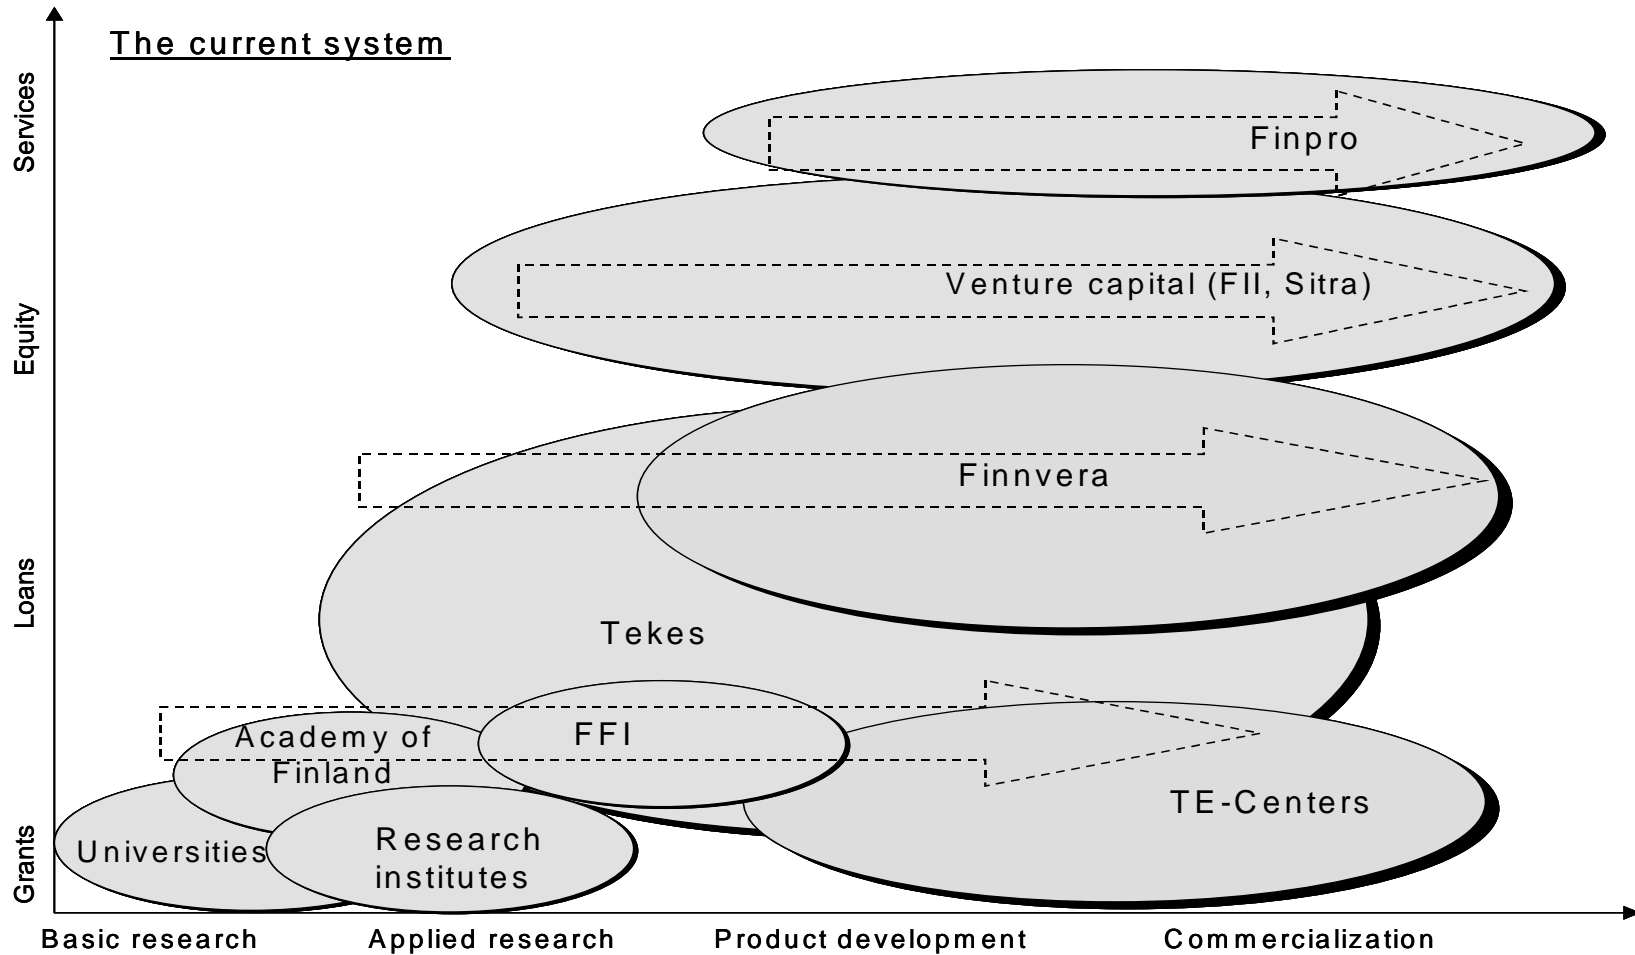 The current system
Services
Finpro
Equity
Venture capital (FII, Sitra)
Finnvera
Loans
Tekes
Academy of
Finland
FFI
TE-Centers
Grants
Universities
Research
institutes
Basic research
Applied research
Product development
Commercialization